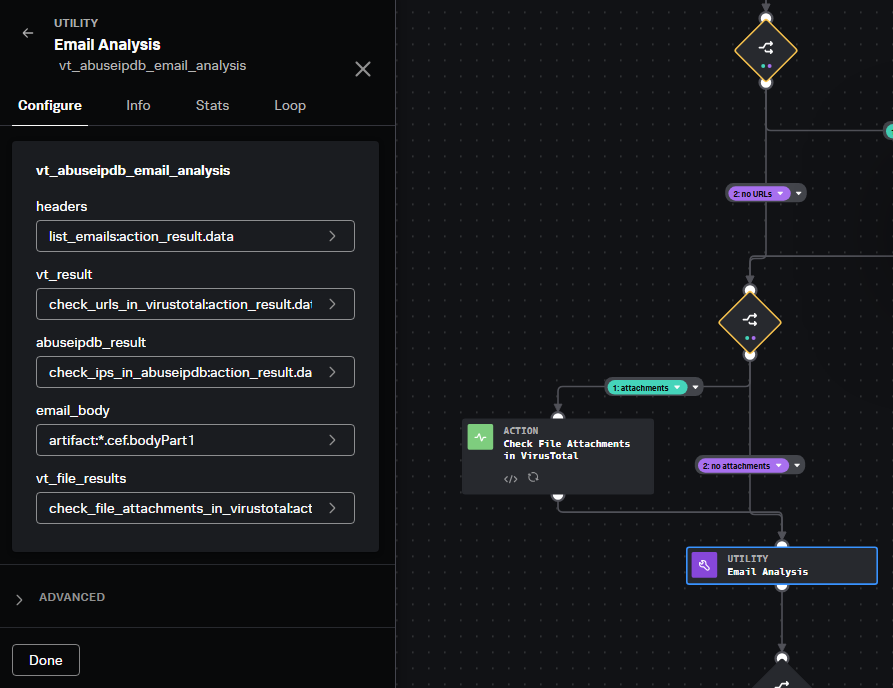 UTILITY
Email Analysis
vt_abuseipdb_email_analysis
Configure
Info
Stats
Loop
vt_abuseipdb_email_analysis
headers
list_emails:action_result.data
vt_result
check_urls_in_virustotal:action_result.dat
abuseipdb_result
check_ips_in_abuseipdb:action_result.da
email_body
artifact:*.cef.bodyPart1
vt_file_results
check_file_attachments_in_virustotal:act
ADVANCED
Done
2: no URLs
1: attachments
ACTION
Check File Attachments
in VirusTotal
</>
2: no attachments
UTILITY
Email Analysis